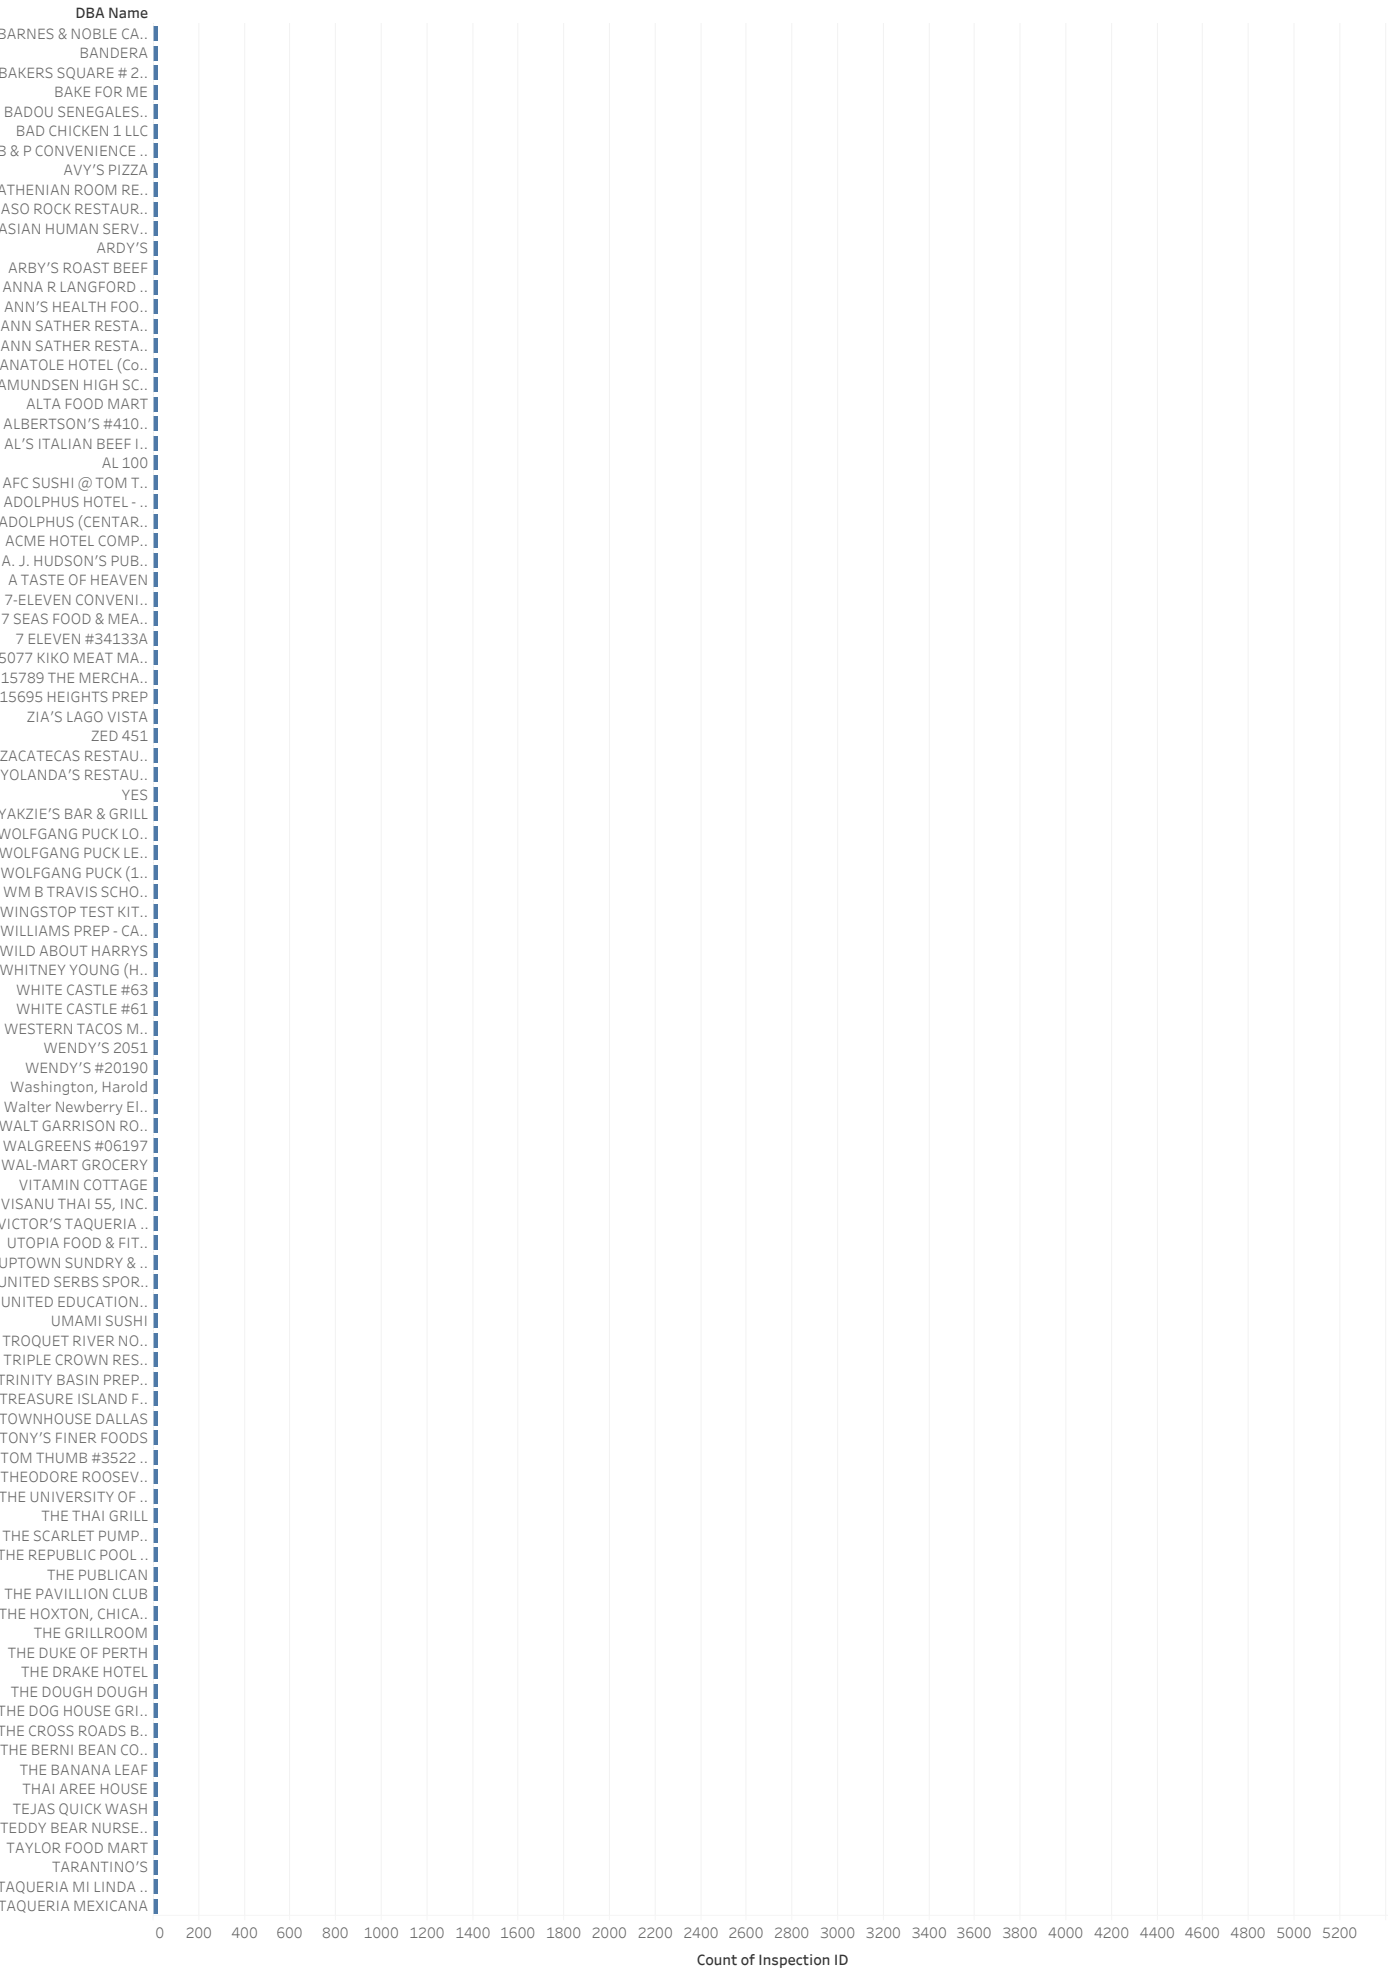 DBA Name
BARNES & NOBLE CA..
BANDERA
BAKERS SQUARE # 2..
BAKE FOR ME
BADOU SENEGALES..
BAD CHICKEN 1 LLC
B & P CONVENIENCE ..
AVY'S PIZZA
ATHENIAN ROOM RE..
ASO ROCK RESTAUR..
ASIAN HUMAN SERV..
ARDY'S
ARBY'S ROAST BEEF
ANNA R LANGFORD ..
ANN'S HEALTH FOO..
ANN SATHER RESTA..
ANN SATHER RESTA..
ANATOLE HOTEL (Co..
AMUNDSEN HIGH SC..
ALTA FOOD MART
ALBERTSON'S #410..
AL'S ITALIAN BEEF I..
AL 100
AFC SUSHI @ TOM T..
ADOLPHUS HOTEL - ..
ADOLPHUS (CENTAR..
ACME HOTEL COMP..
A. J. HUDSON'S PUB..
A TASTE OF HEAVEN
7-ELEVEN CONVENI..
7 SEAS FOOD & MEA..
7 ELEVEN #34133A
5077 KIKO MEAT MA..
15789 THE MERCHA..
15695 HEIGHTS PREP
ZIA'S LAGO VISTA
ZED 451
ZACATECAS RESTAU..
YOLANDA'S RESTAU..
YES
YAKZIE'S BAR & GRILL
WOLFGANG PUCK LO..
WOLFGANG PUCK LE..
WOLFGANG PUCK (1..
WM B TRAVIS SCHO..
WINGSTOP TEST KIT..
WILLIAMS PREP - CA..
WILD ABOUT HARRYS
WHITNEY YOUNG (H..
WHITE CASTLE #63
WHITE CASTLE #61
WESTERN TACOS M..
WENDY'S 2051
WENDY'S #20190
Washington, Harold
Walter Newberry El..
WALT GARRISON RO..
WALGREENS #06197
WAL-MART GROCERY
VITAMIN COTTAGE
VISANU THAI 55, INC.
VICTOR'S TAQUERIA ..
UTOPIA FOOD & FIT..
UPTOWN SUNDRY & ..
UNITED SERBS SPOR..
UNITED EDUCATION..
UMAMI SUSHI
TROQUET RIVER NO..
TRIPLE CROWN RES..
TRINITY BASIN PREP..
TREASURE ISLAND F..
TOWNHOUSE DALLAS
TONY'S FINER FOODS
TOM THUMB #3522 ..
THEODORE ROOSEV..
THE UNIVERSITY OF ..
THE THAI GRILL
THE SCARLET PUMP..
THE REPUBLIC POOL ..
THE PUBLICAN
THE PAVILLION CLUB
THE HOXTON, CHICA..
THE GRILLROOM
THE DUKE OF PERTH
THE DRAKE HOTEL
THE DOUGH DOUGH
THE DOG HOUSE GRI..
THE CROSS ROADS B..
THE BERNI BEAN CO..
THE BANANA LEAF
THAI AREE HOUSE
TEJAS QUICK WASH
TEDDY BEAR NURSE..
TAYLOR FOOD MART
TARANTINO'S
TAQUERIA MI LINDA ..
TAQUERIA MEXICANA
0 200 400 600 800 1000 1200 1400 1600 1800 2000 2200 2400 2600 2800 3000 3200 3400 3600 3800 4000 4200 4400 4600 4800 5000 5200
Count of Inspection ID